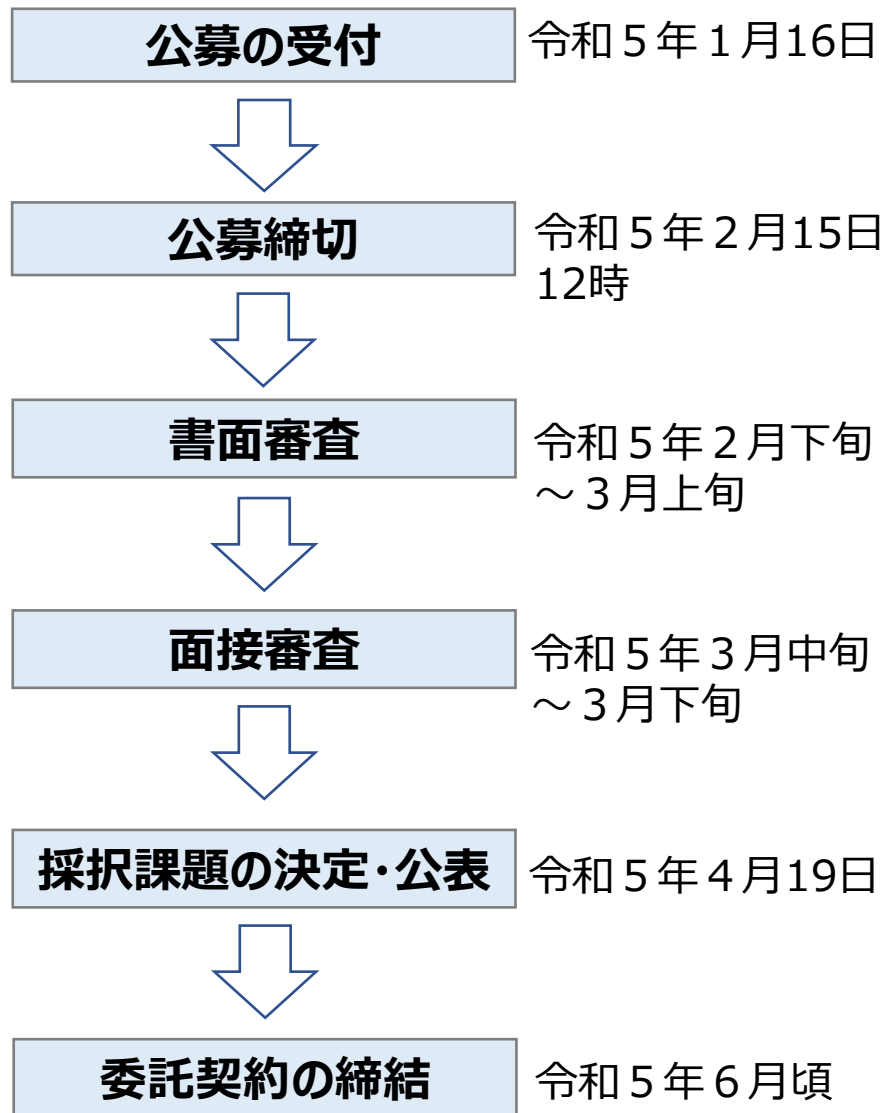 公募の受付
令和５年１月16日
公募締切
令和５年２月15日
12時
書面審査
令和５年２月下旬
～３月上旬
面接審査
令和５年３月中旬
～３月下旬
採択課題の決定･公表
令和５年４月19日
委託契約の締結
令和５年６月頃